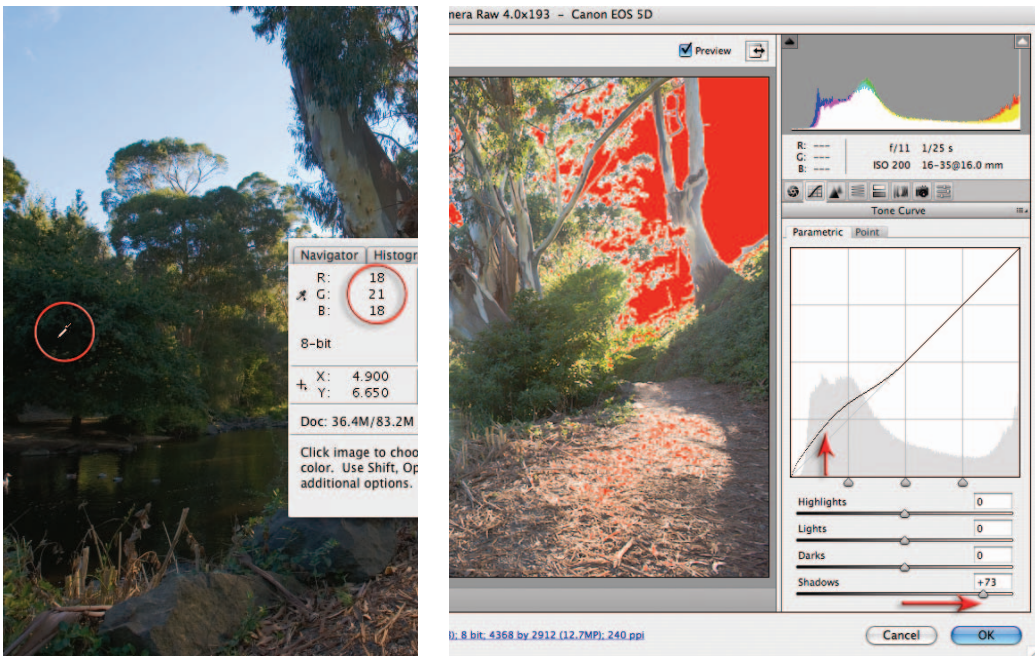 Navigator Histogr
R: 18
G: 21
B: 18
8-bit
X: 4.900
Y: 6.650
Doc: 36.4M/83.2M
Click image to choo
color. Use Shift, Op
additional options.
mera Raw 4.0x193 – Canon EOS 5D
Preview
R: ---
G: ---
B: ---
f/11 1/25 s
ISO 200 16-35@16.0 mm
Tone Curve
Parametric Point
Highlights 0
Lights 0
Darks 0
Shadows +73
); 8 bit; 4368 by 2912 (12.7MP); 240 ppi
Cancel OK